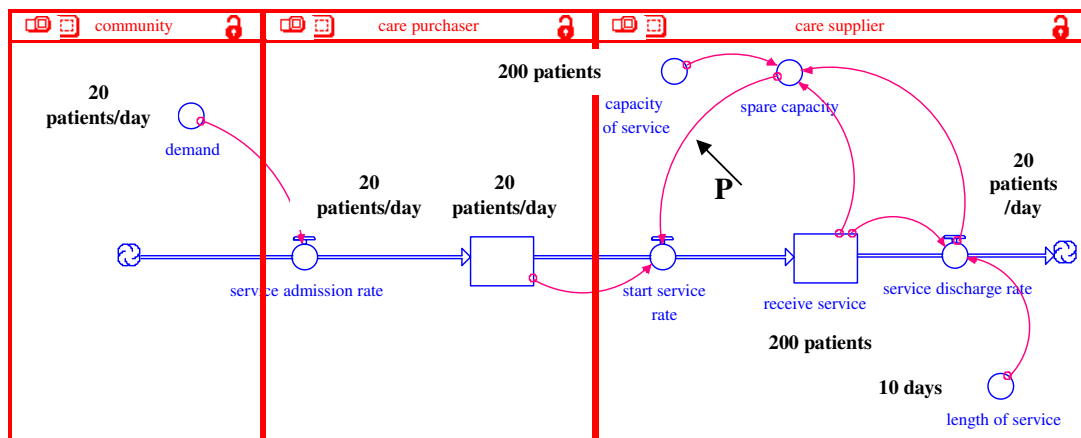 community
care purchaser
care supplier
20
patients/day
demand
200 patients
capacity
of service
spare capacity
P
20
patients/day
20
patients/day
20
patients
/day
service admission rate
start service
rate
receive service
service discharge rate
200 patients
10 days
length of service